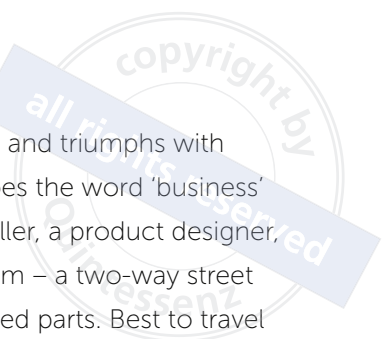 copyright by
all rights reserved
Quintessenz
and triumphs with
es the word ‘business’
ller, a product designer,
m – a two-way street
ed parts. Best to travel